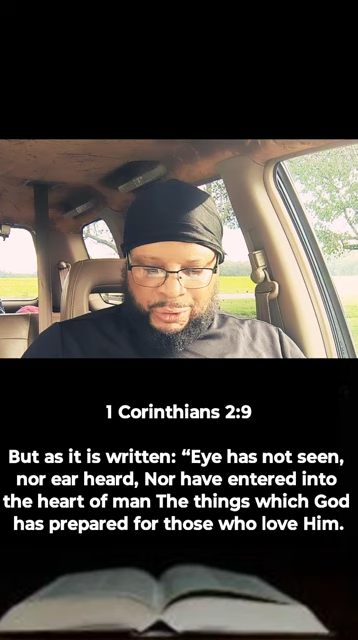 1 Corinthians 2:9
But as it is written: “Eye has not seen,
nor ear heard, Nor have entered into
the heart of man The things which God
has prepared for those who love Him.